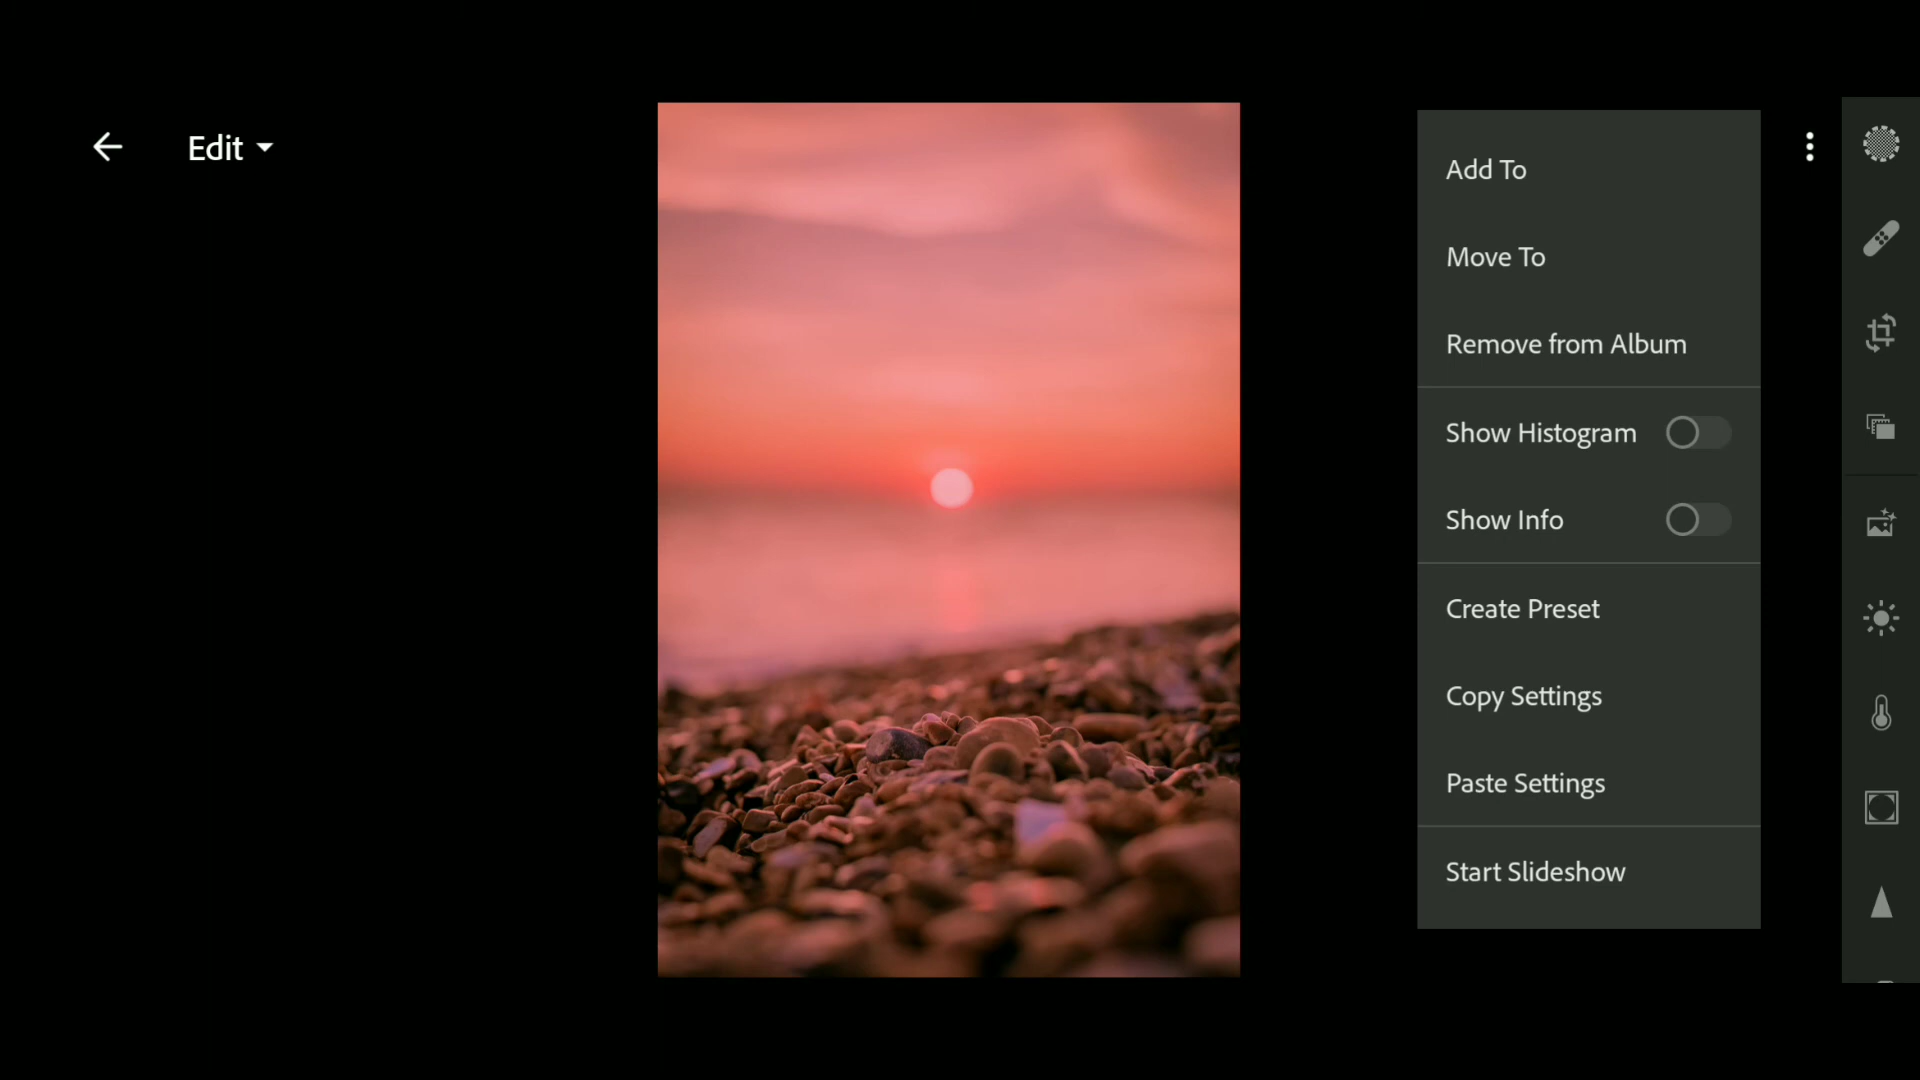 Edit
Add To
Move To
Remove from Album
Show Histogram
Show Info
Create Preset
Copy Settings
Paste Settings
Start Slideshow